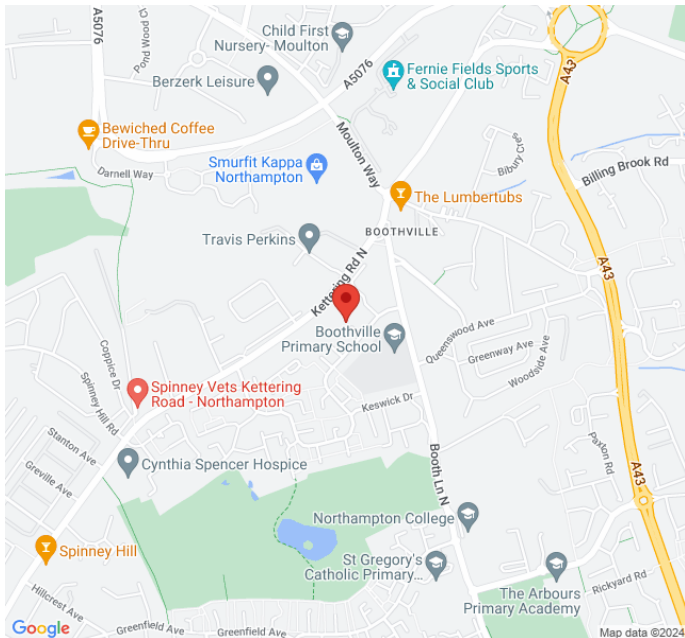 A5076
Pond Wood Cl
Child First
Nursery- Moulton
A5076
Berzerk Leisure
Fernie Fields Sports
& Social Club
A43
Bewiched Coffee
Drive-Thru
Moulton Way
Bibury Cres
Billing Brook Rd
Darnell Way
Smurfit Kappa
Northampton
The Lumbertubs
BOOTHVILLE
Travis Perkins
Kettering Rd N
A43
Boothville
Primary School
Queenswood Ave
Greenway Ave
Woodside Ave
Coppice Dr
Spinney Hill Rd
Spinney Vets Kettering
Road - Northampton
Keswick Dr
Stanton Ave
Greville Ave
Cynthia Spencer Hospice
Booth Ln N
Paxton Rd
A43
Northampton College
Spinney Hill
St Gregory's
Catholic Primary...
The Arbours
Primary Academy
Rickyard Rd
Hillcrest Ave
Greenfield Ave
Greenfield Ave
Google
Map data ©2024